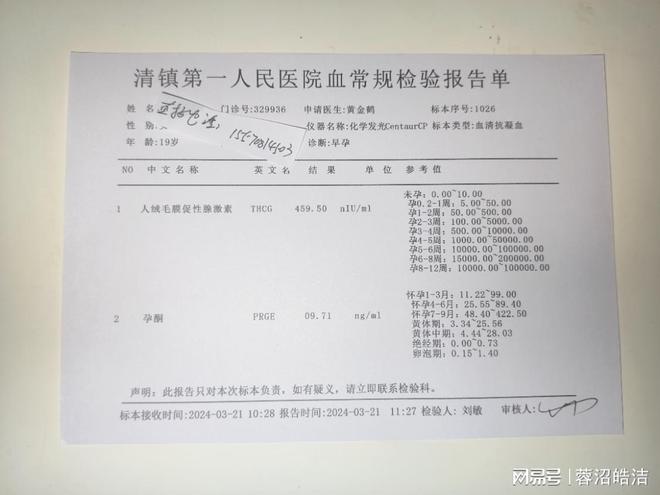 清镇第一人民医院血常规检验报告单
姓名 门诊号:329936 申请医生:黄金鹤 标本序号:1026
性别: 仪器名称:化学发光CentaurCP 标本类型:血清抗凝血
年龄:19岁 诊断:早孕
NO 中文名称 英文名 结果 单位 参考值
1 人绒毛膜促性腺激素 THCG 459.50 nIU/ml
未孕: 0.00~10.00
孕0.2-1周: 5.00~50.00
孕1-2周: 50.00~500.00
孕2-3周: 100.00~5000.00
孕3-4周: 500.00~10000.00
孕4-5周: 1000.00~50000.00
孕5-6周: 10000.00~100000.00
孕6-8周: 15000.00~200000.00
孕8-12周: 10000.00~100000.00
2 孕酮 PRGE 09.71 ng/ml
怀孕1-3月: 11.22~99.00
怀孕4-6月: 25.55~89.40
怀孕7-9月: 48.40~422.50
黄体期: 3.34~25.56
黄体中期: 4.44~28.03
绝经期: 0.00~0.73
卵泡期: 0.15~1.40
声明: 此报告只对本次标本负责, 如有疑义, 请立即联系检验科。
标本接收时间:2024-03-21 10:28 报告时间:2024-03-21 11:27 检验人: 刘敏 审核人:
网易号 | 蓉沼皓洁